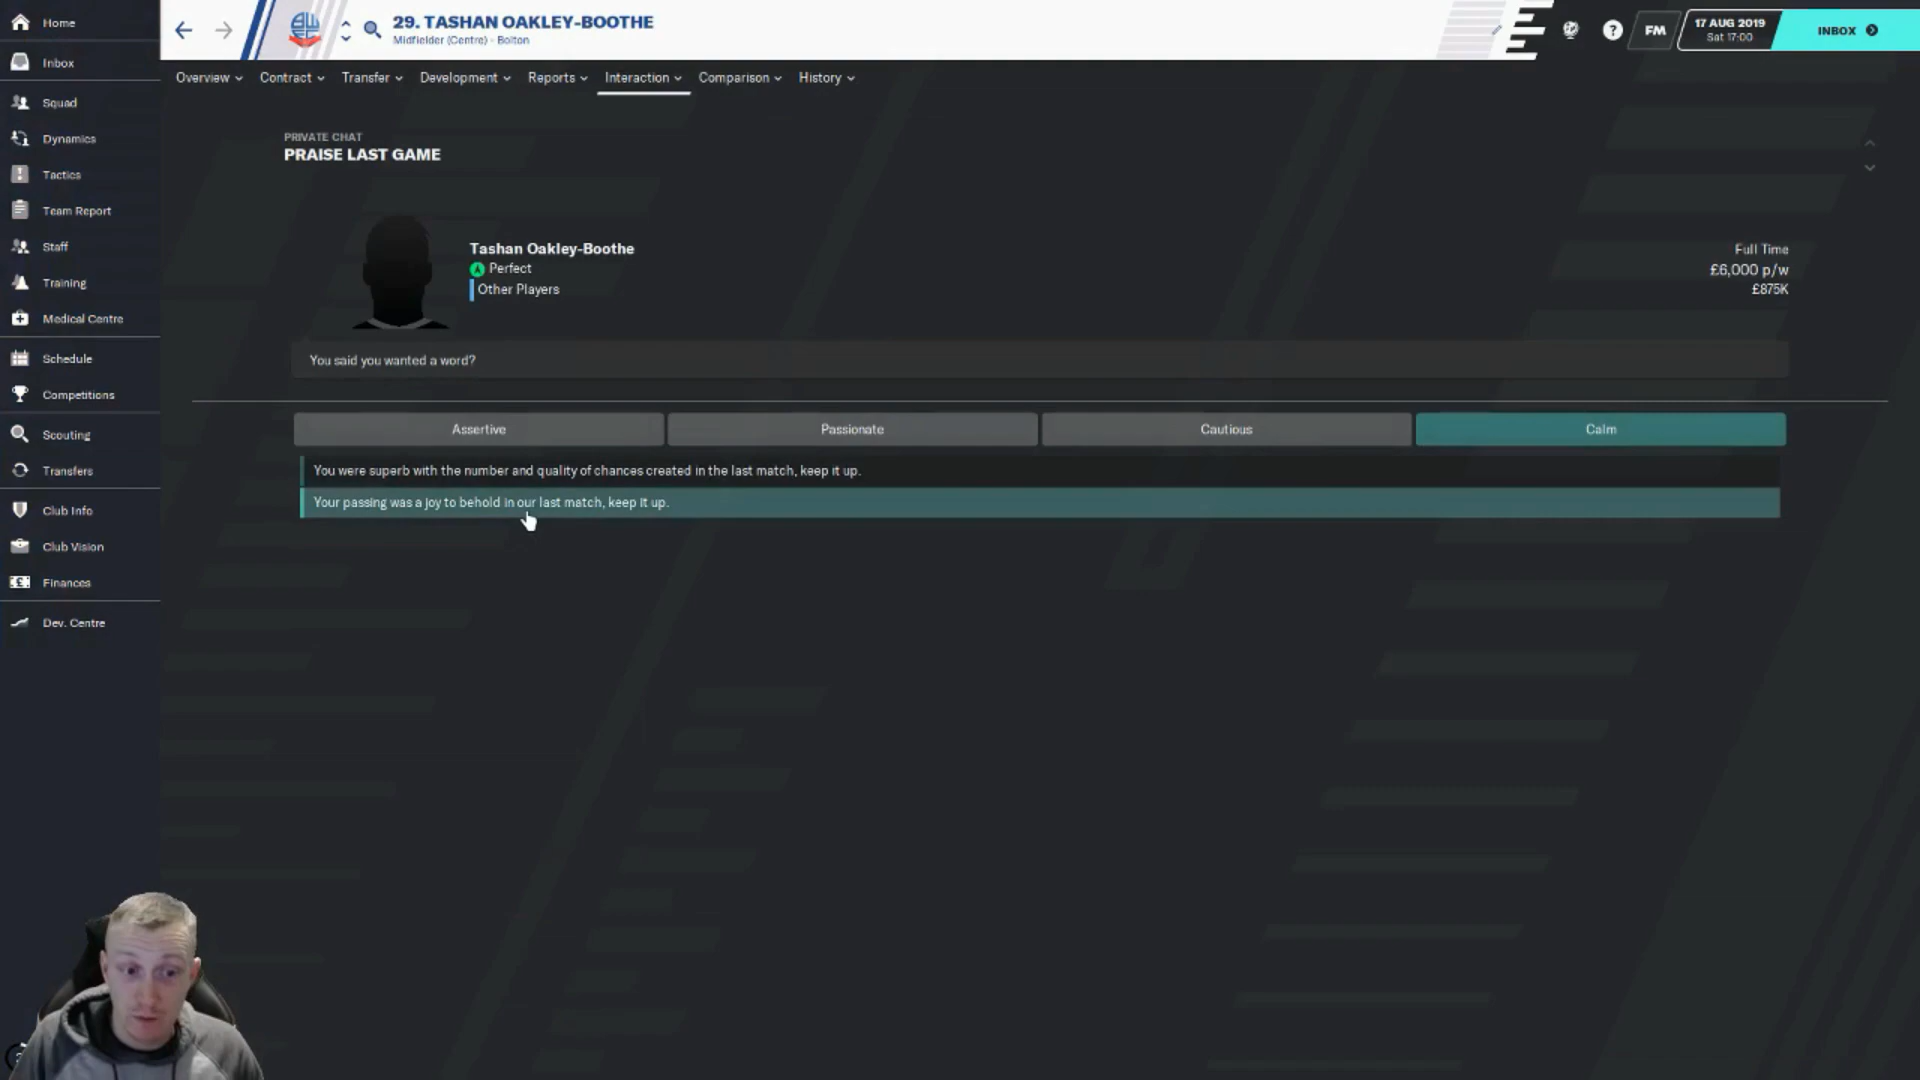 Home
Inbox
Squad
Dynamics
Tactics
Team Report
Staff
Training
Medical Centre
Schedule
Competitions
Scouting
Transfers
Club Info
Club Vision
Finances
Dev. Centre
29. TASHAN OAKLEY-BOOTHE
Midfielder (Centre) - Bolton
?
FM
17 AUG 2019
Sat 17:00
INBOX
Overview Contract Transfer Development Reports Interaction Comparison History
PRIVATE CHAT
PRAISE LAST GAME
Tashan Oakley-Boothe
Perfect
Other Players
Full Time
£6,000 p/w
£875K
You said you wanted a word?
Assertive Passionate Cautious Calm
You were superb with the number and quality of chances created in the last match, keep it up.
Your passing was a joy to behold in our last match, keep it up.